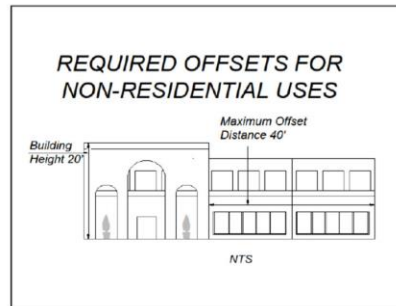 REQUIRED OFFSETS FOR
NON-RESIDENTIAL USES
Maximum Offset
Distance 40'
Building
Height 20'
NTS